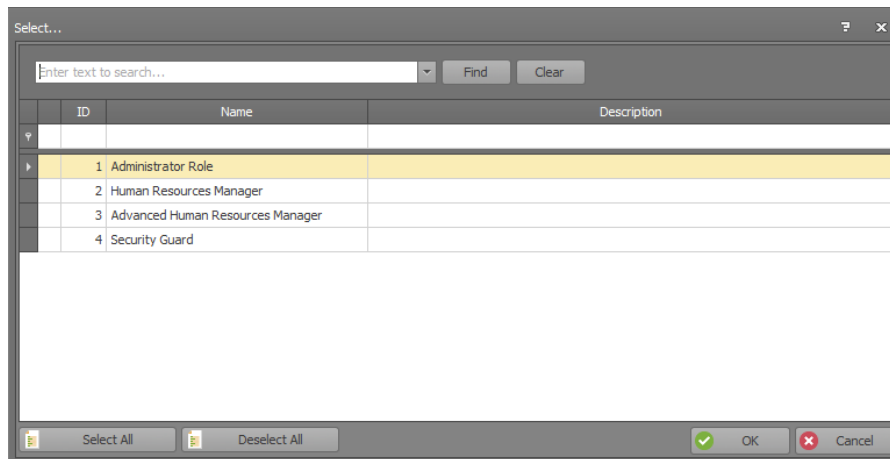 Select...
Enter text to search...
Find
Clear
ID Name Description
1 Administrator Role
2 Human Resources Manager
3 Advanced Human Resources Manager
4 Security Guard
Select All
Deselect All
OK
Cancel